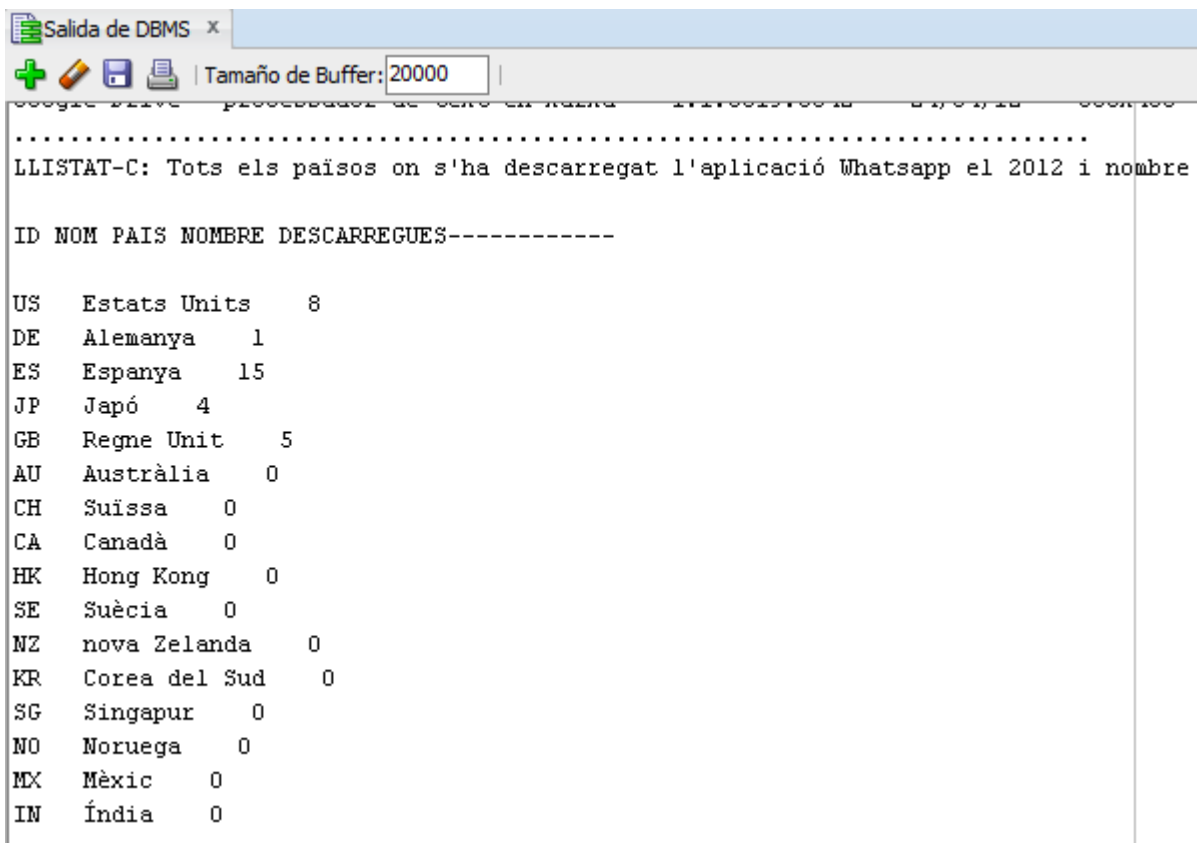 Salida de DBMS x
Tamaño de Buffer: 20000
................................................................................
LLISTAT-C: Tots els països on s'ha descarregat l'aplicació Whatsapp el 2012 i nombre
ID NOM PAIS NOMBRE DESCARREGUES------------
US Estats Units 8
DE Alemanya 1
ES Espanya 15
JP Japó 4
GB Regne Unit 5
AU Austràlia 0
CH Suïssa 0
CA Canadà 0
HK Hong Kong 0
SE Suècia 0
NZ nova Zelanda 0
KR Corea del Sud 0
SG Singapur 0
NO Noruega 0
MX Mèxic 0
IN Índia 0